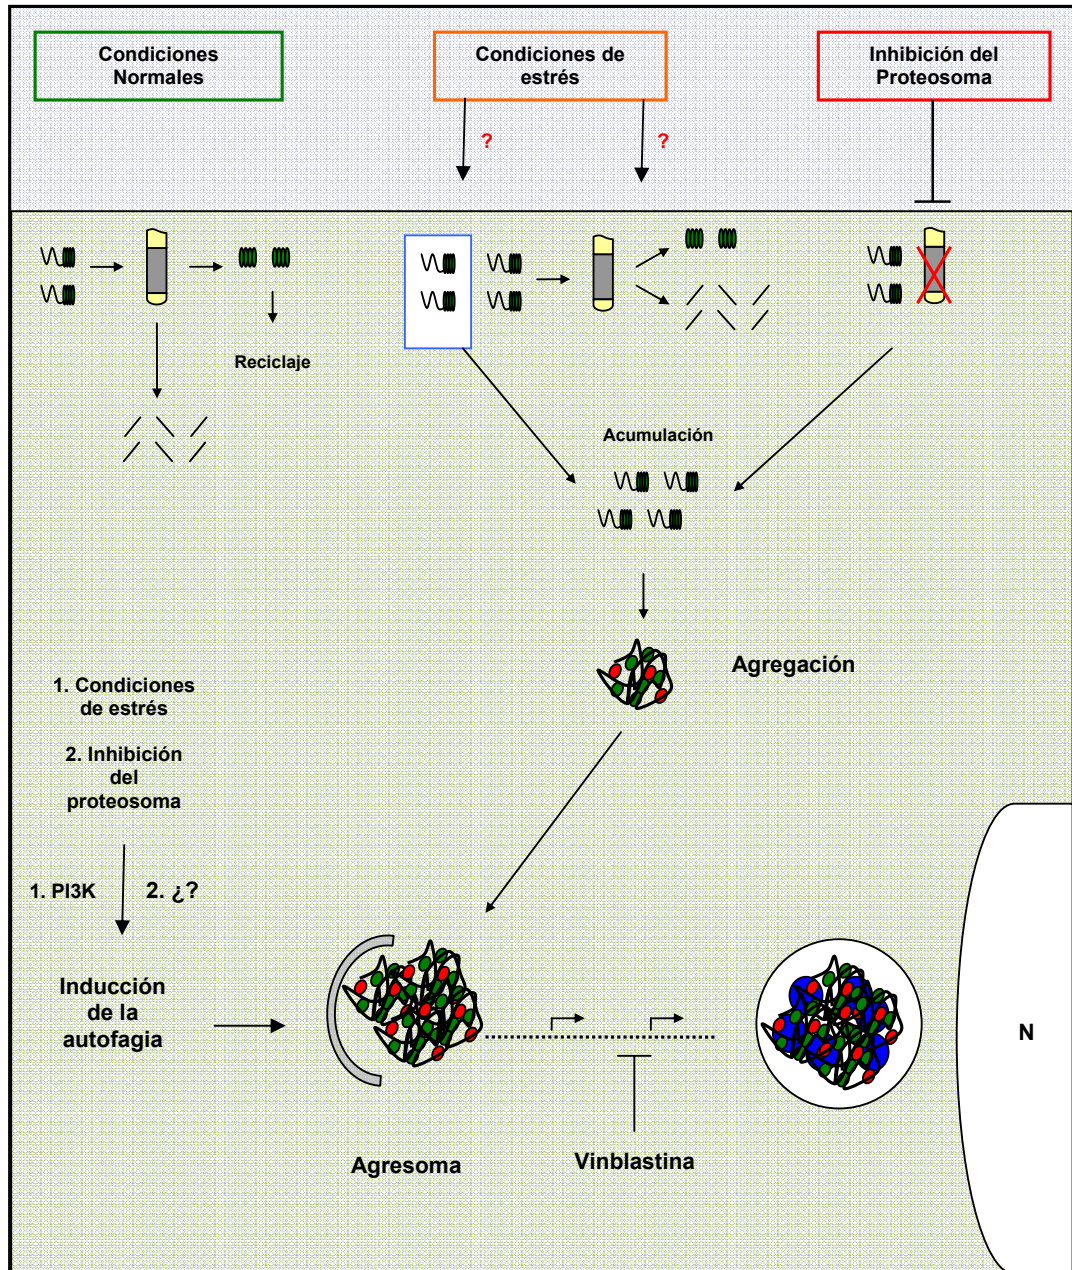 Condiciones
Normales
Condiciones de
estrés
Inhibición del
Proteosoma
?
?
Reciclaje
Acumulación
Agregación
1. Condiciones
de estrés
2. Inhibición
del
proteosoma
1. PI3K
2. ¿?
Inducción
de la
autofagia
N
Agresoma
Vinblastina